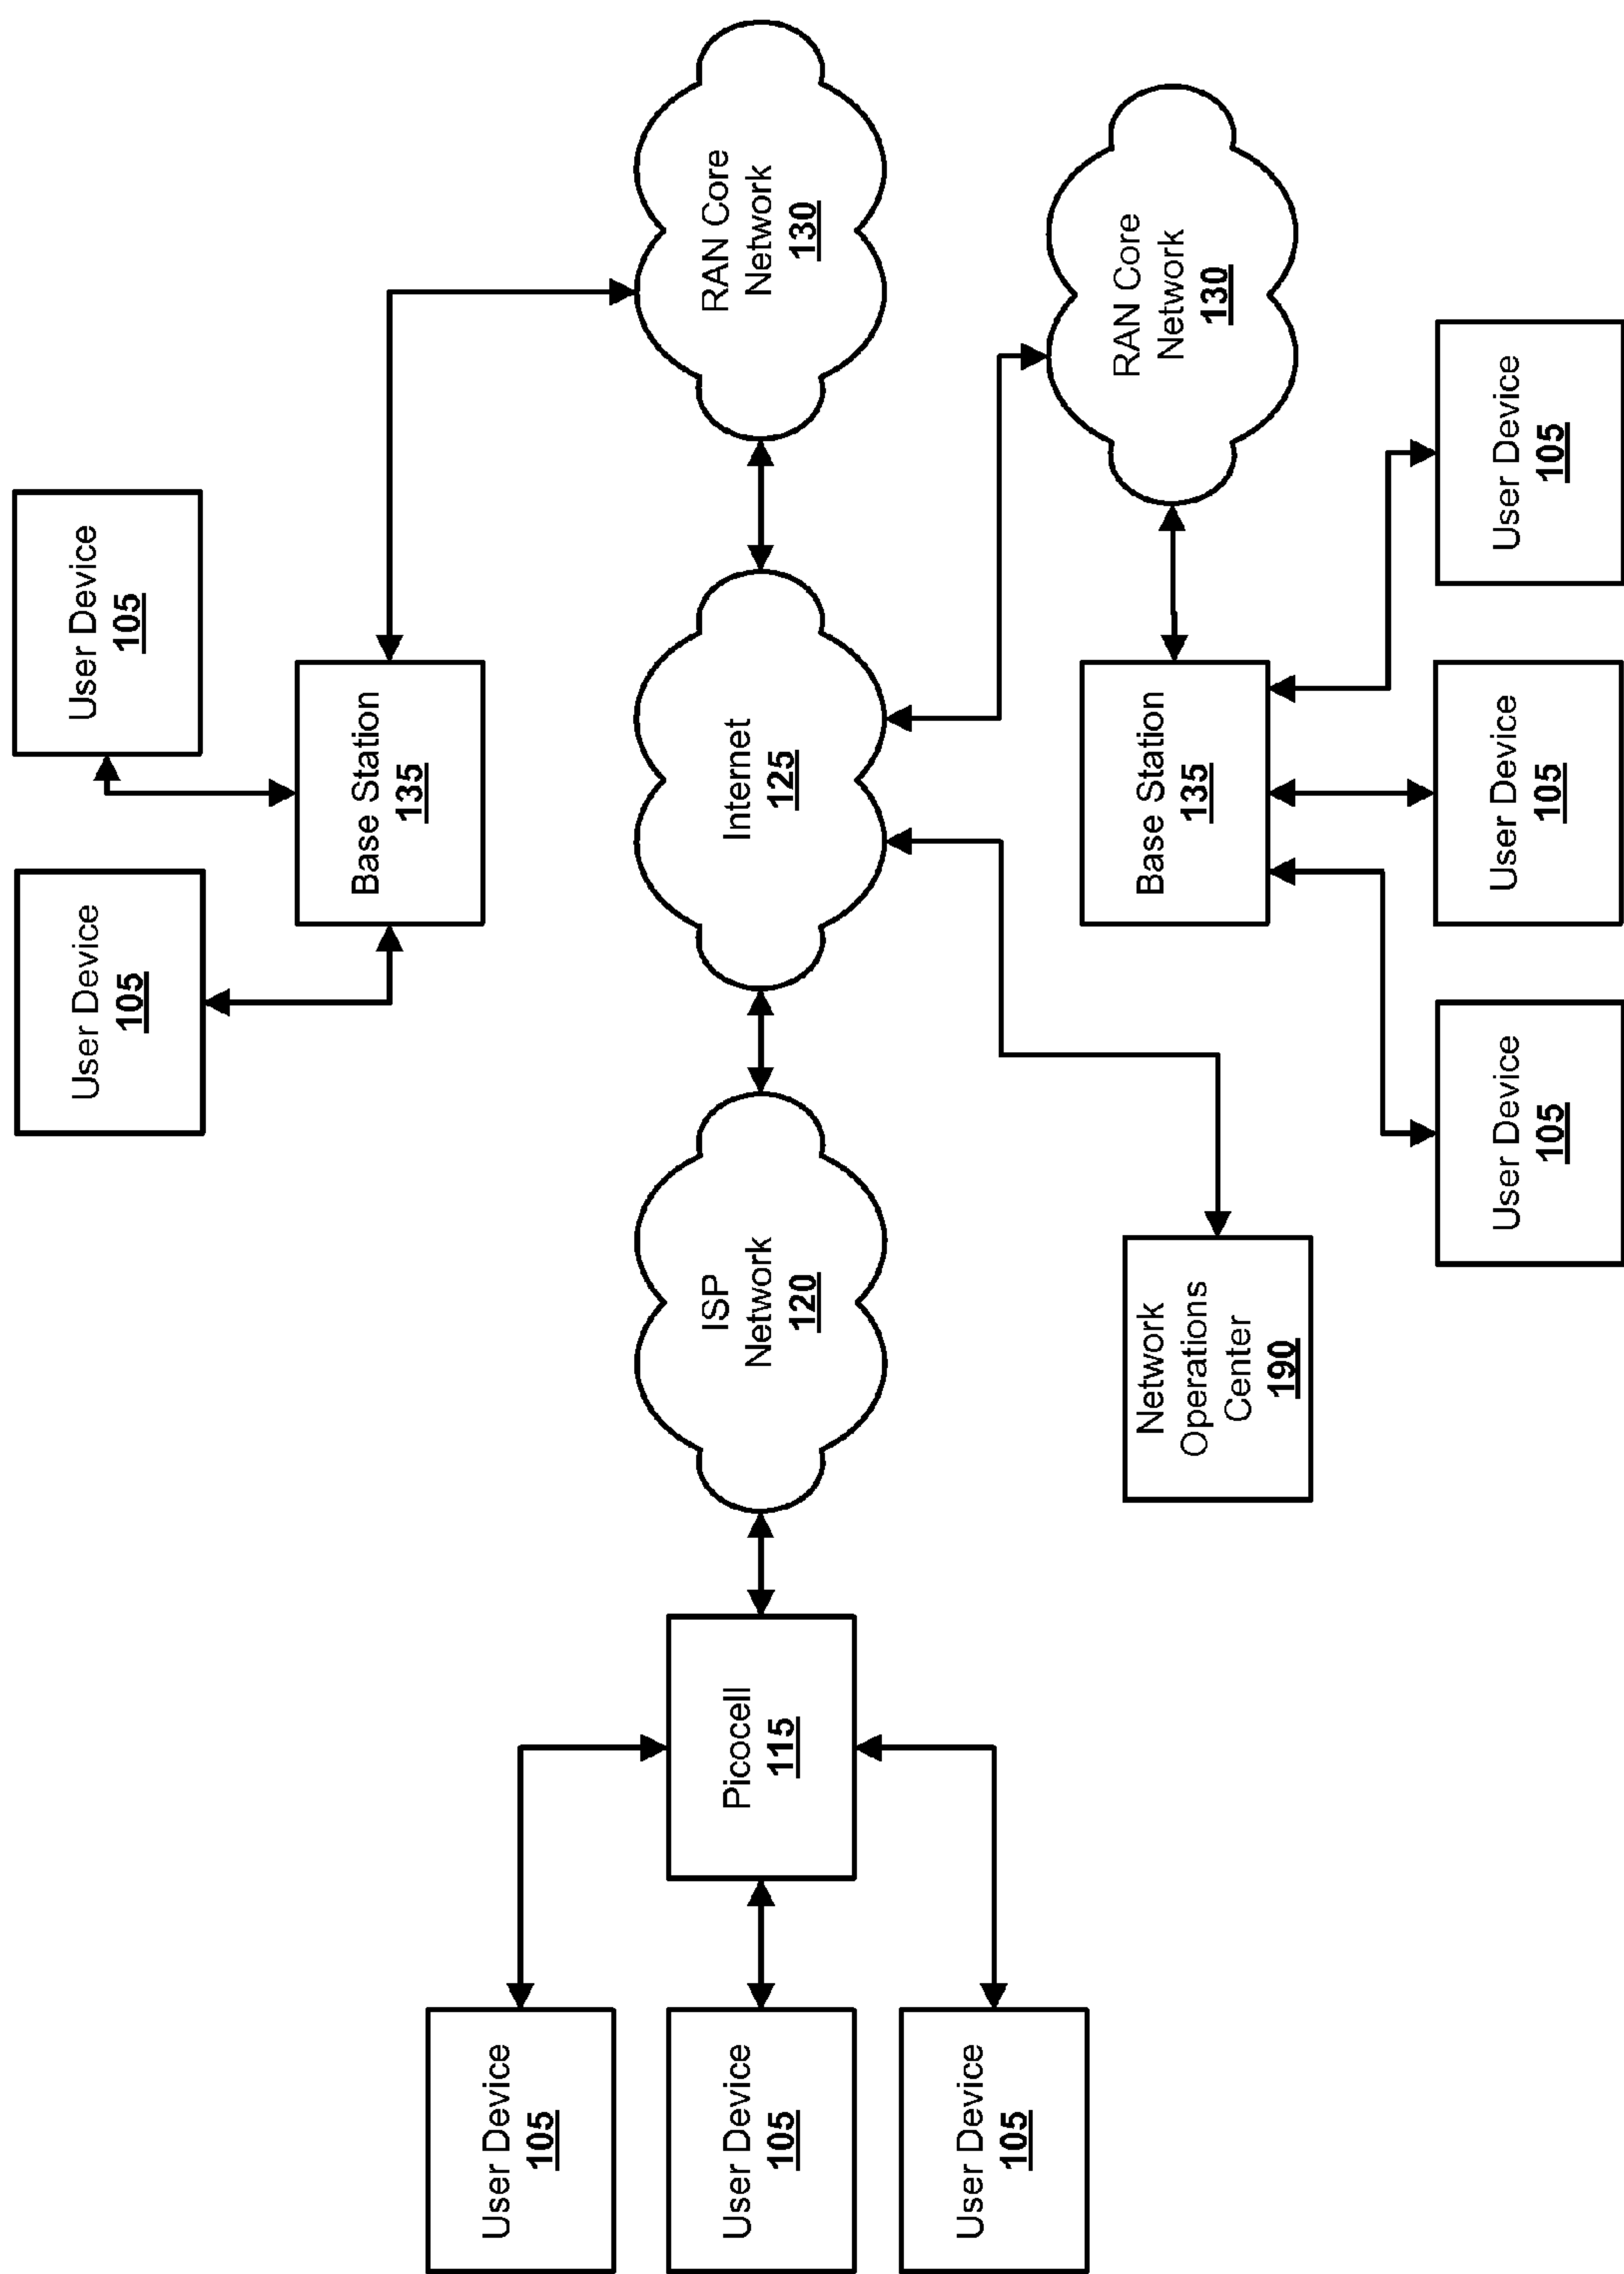 User Device
105
User Device
105
Base Station
135
User Device
105
User Device
105
Picocell
115
ISP
Network
120
Internet
125
RAN Core
Network
130
User Device
105
Network
Operations
Center
190
Base Station
135
RAN Core
Network
130
User Device
105
User Device
105
User Device
105